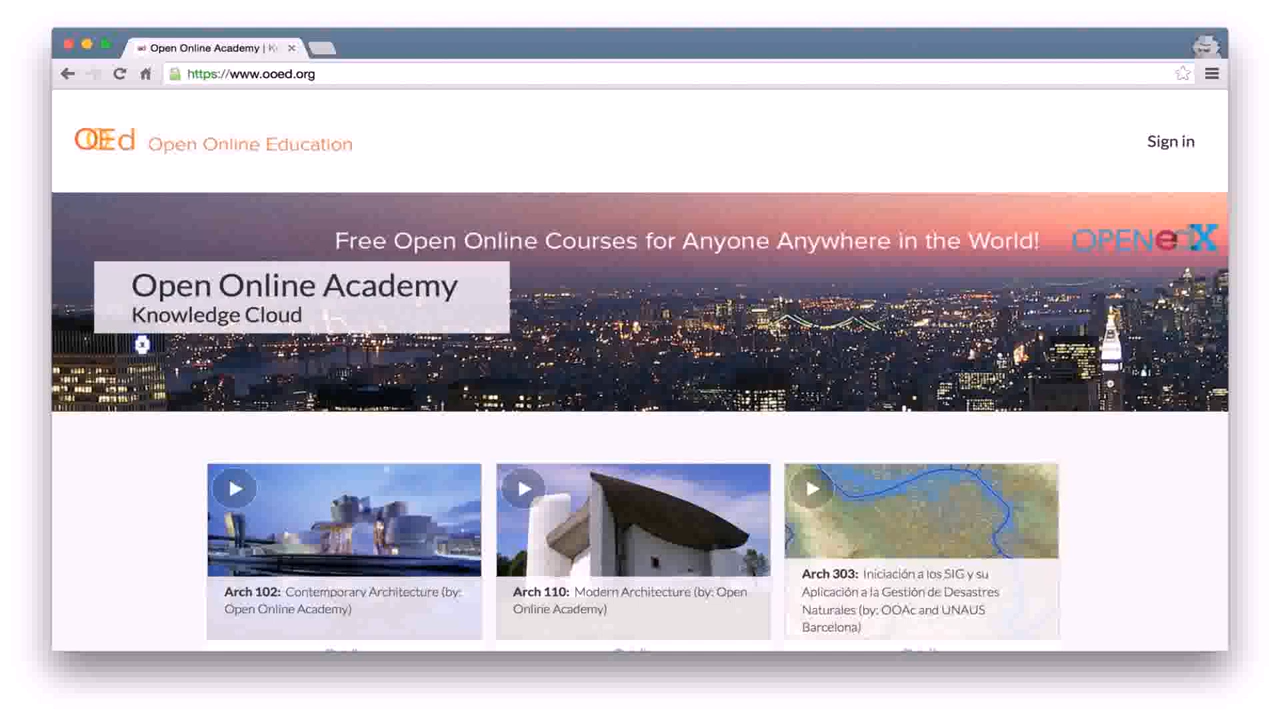 Open Online Academy | K
https://www.ooed.org
OOEd Open Online Education
Sign in
Free Open Online Courses for Anyone Anywhere in the World!
OPENedX
Open Online Academy
Knowledge Cloud
Arch 102: Contemporary Architecture (by:
Open Online Academy)
Arch 110: Modern Architecture (by: Open
Online Academy)
Arch 303: Iniciación a los SIG y su
Aplicación a la Gestión de Desastres
Naturales (by: OOAc and UNAUS
Barcelona)